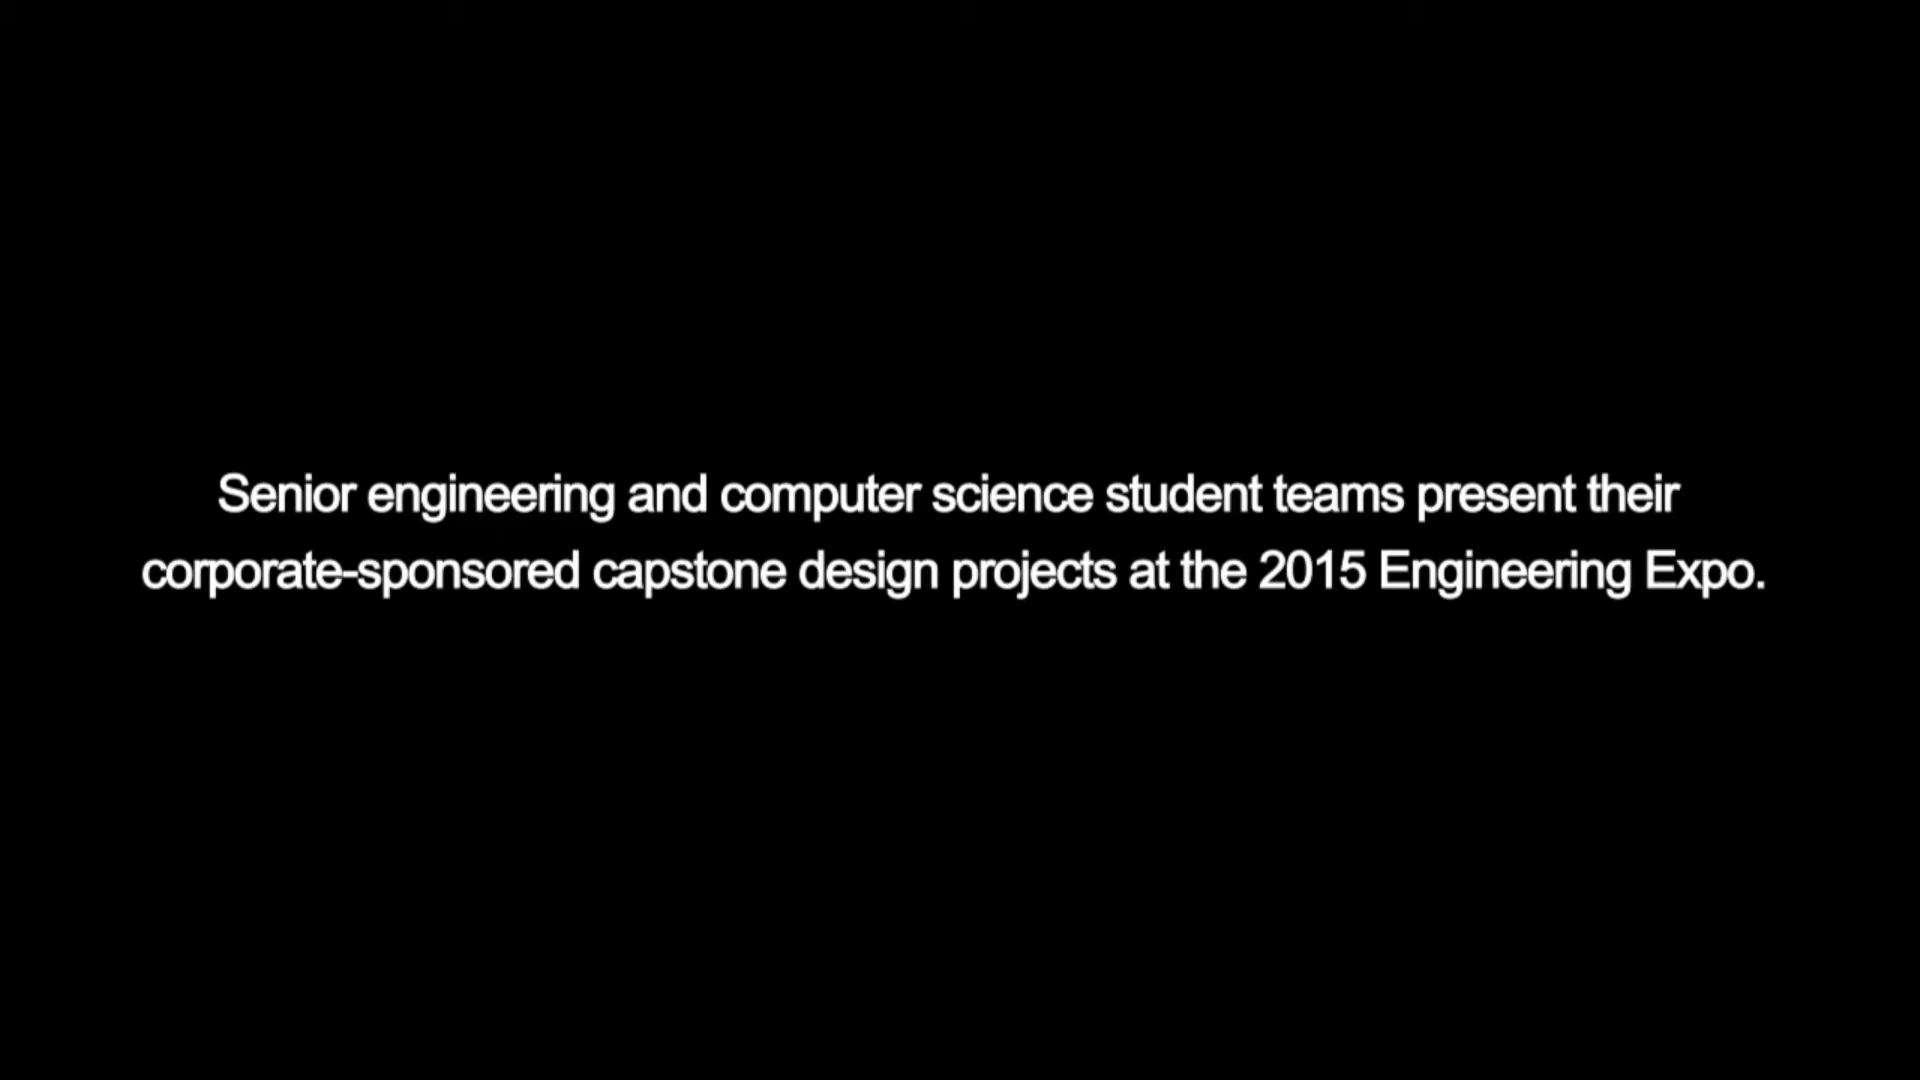 Senior engineering and computer science student teams present their
corporate-sponsored capstone design projects at the 2015 Engineering Expo.